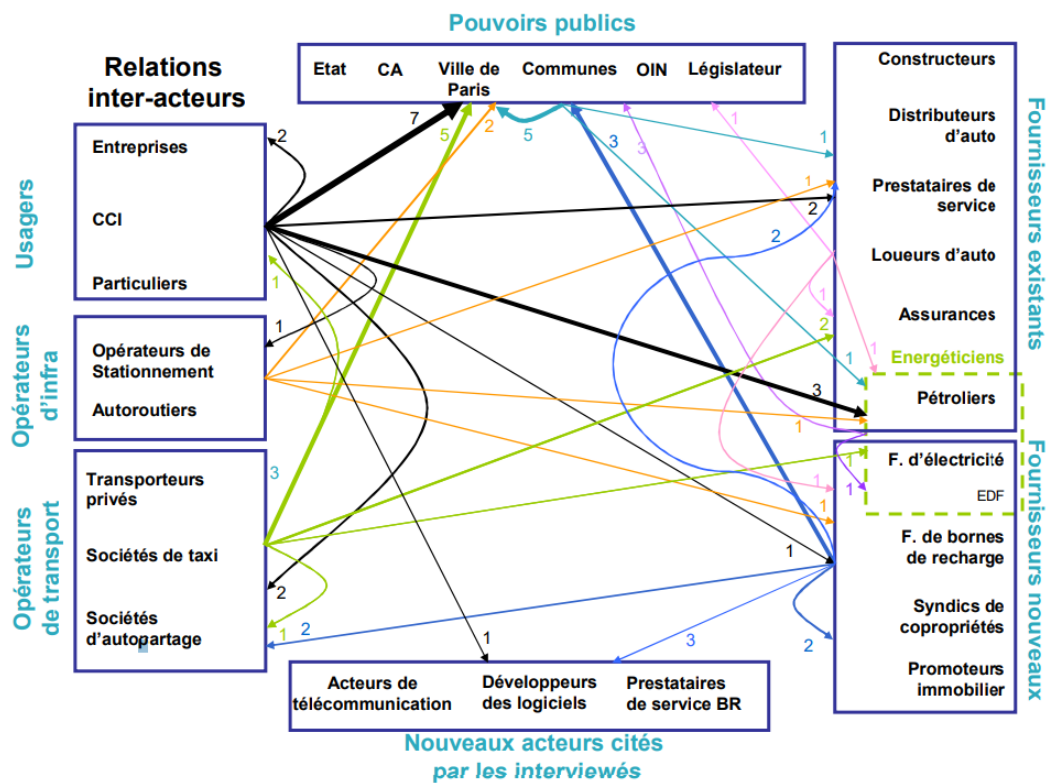 Pouvoirs publics
Relations
inter-acteurs
Etat CA Ville de Communes OIN Législateur
Paris
Usagers
Entreprises
CCI
Particuliers
Opérateurs
d'infra
Opérateurs de
Stationnement
Autoroutiers
Opérateurs
de transport
Transporteurs
privés
Sociétés de taxi
Sociétés
d'autopartage
Constructeurs
Distributeurs
d'auto
Prestataires de
service
Loueurs d'auto
Assurances
Energéticiens
Pétroliers
Fournisseurs existants
F. d'électricité
EDF
F. de bornes
de recharge
Syndics de
copropriétés
Promoteurs
immobilier
Fournisseurs nouveaux
Acteurs de
télécommunication
Développeurs
des logiciels
Prestataires
de service BR
Nouveaux acteurs cités
par les interviewés
2
7
5
2
5
3
3
1
1
1
2
2
1
1
2
1
1
3
1
1
1
3
1
1
2
1
2
1
3
2